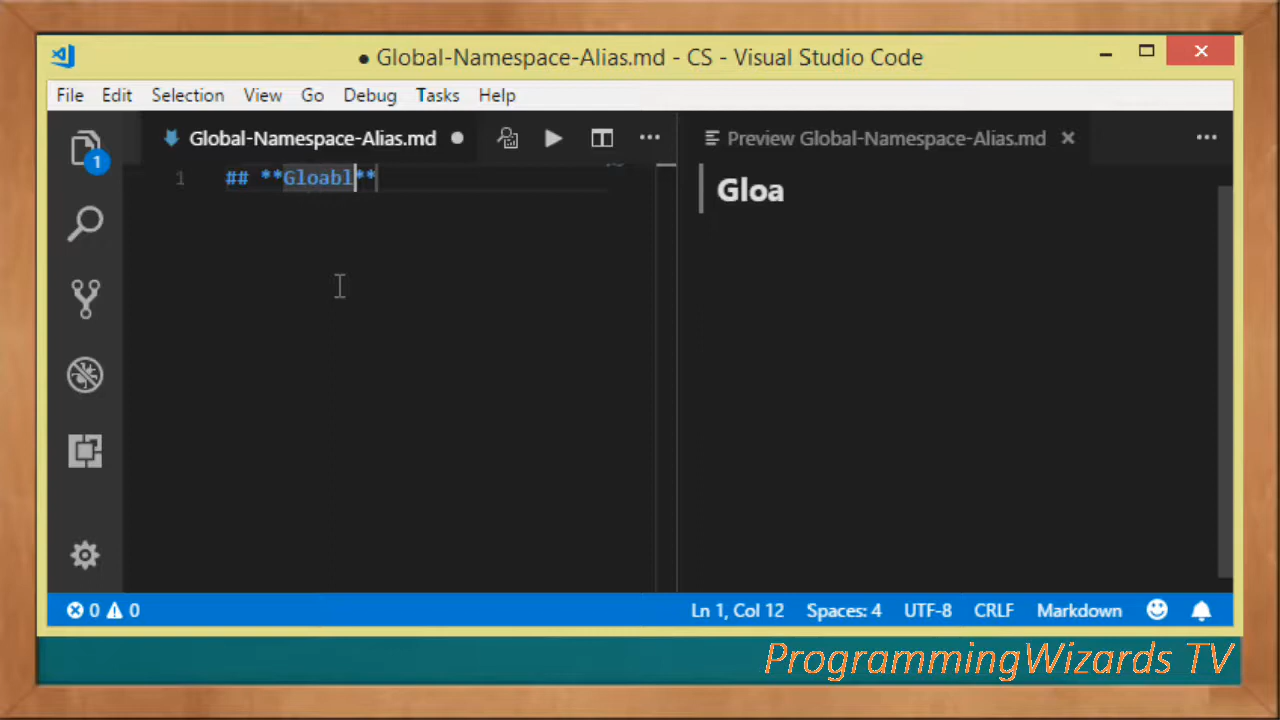 ● Global-Namespace-Alias.md - CS - Visual Studio Code
File Edit Selection View Go Debug Tasks Help
Global-Namespace-Alias.md ●
Preview Global-Namespace-Alias.md
1
1 ## **Gloabl**
Gloa
0 0 Ln 1, Col 12 Spaces: 4 UTF-8 CRLF Markdown
ProgrammingWizards TV